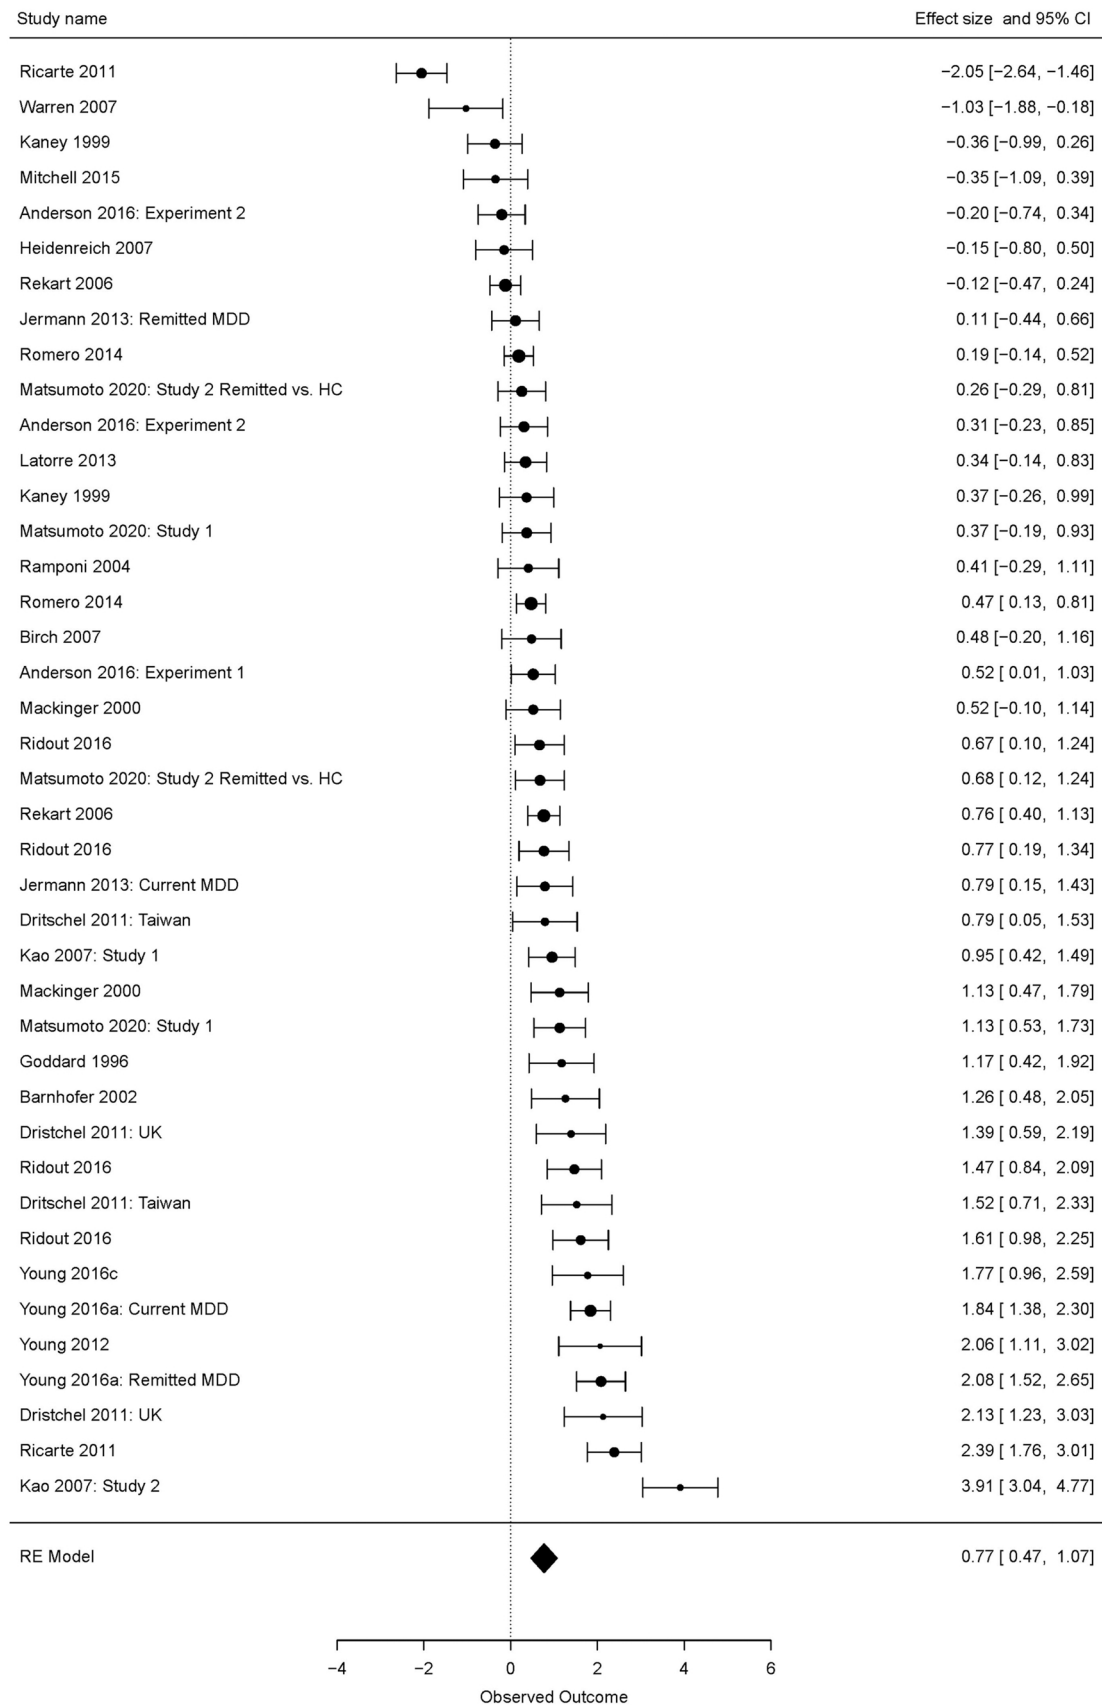 Study name Effect size and 95% CI
Ricarte 2011 −2.05 [−2.64, −1.46]
Warren 2007 −1.03 [−1.88, −0.18]
Kaney 1999 −0.36 [−0.99, 0.26]
Mitchell 2015 −0.35 [−1.09, 0.39]
Anderson 2016: Experiment 2 −0.20 [−0.74, 0.34]
Heidenreich 2007 −0.15 [−0.80, 0.50]
Rekart 2006 −0.12 [−0.47, 0.24]
Jermann 2013: Remitted MDD 0.11 [−0.44, 0.66]
Romero 2014 0.19 [−0.14, 0.52]
Matsumoto 2020: Study 2 Remitted vs. HC 0.26 [−0.29, 0.81]
Anderson 2016: Experiment 2 0.31 [−0.23, 0.85]
Latorre 2013 0.34 [−0.14, 0.83]
Kaney 1999 0.37 [−0.26, 0.99]
Matsumoto 2020: Study 1 0.37 [−0.19, 0.93]
Ramponi 2004 0.41 [−0.29, 1.11]
Romero 2014 0.47 [ 0.13, 0.81]
Birch 2007 0.48 [−0.20, 1.16]
Anderson 2016: Experiment 1 0.52 [ 0.01, 1.03]
Mackinger 2000 0.52 [−0.10, 1.14]
Ridout 2016 0.67 [ 0.10, 1.24]
Matsumoto 2020: Study 2 Remitted vs. HC 0.68 [ 0.12, 1.24]
Rekart 2006 0.76 [ 0.40, 1.13]
Ridout 2016 0.77 [ 0.19, 1.34]
Jermann 2013: Current MDD 0.79 [ 0.15, 1.43]
Dritschel 2011: Taiwan 0.79 [ 0.05, 1.53]
Kao 2007: Study 1 0.95 [ 0.42, 1.49]
Mackinger 2000 1.13 [ 0.47, 1.79]
Matsumoto 2020: Study 1 1.13 [ 0.53, 1.73]
Goddard 1996 1.17 [ 0.42, 1.92]
Barnhofer 2002 1.26 [ 0.48, 2.05]
Dristchel 2011: UK 1.39 [ 0.59, 2.19]
Ridout 2016 1.47 [ 0.84, 2.09]
Dritschel 2011: Taiwan 1.52 [ 0.71, 2.33]
Ridout 2016 1.61 [ 0.98, 2.25]
Young 2016c 1.77 [ 0.96, 2.59]
Young 2016a: Current MDD 1.84 [ 1.38, 2.30]
Young 2012 2.06 [ 1.11, 3.02]
Young 2016a: Remitted MDD 2.08 [ 1.52, 2.65]
Dristchel 2011: UK 2.13 [ 1.23, 3.03]
Ricarte 2011 2.39 [ 1.76, 3.01]
Kao 2007: Study 2 3.91 [ 3.04, 4.77]
RE Model 0.77 [ 0.47, 1.07]
−4 −2 0 2 4 6
Observed Outcome